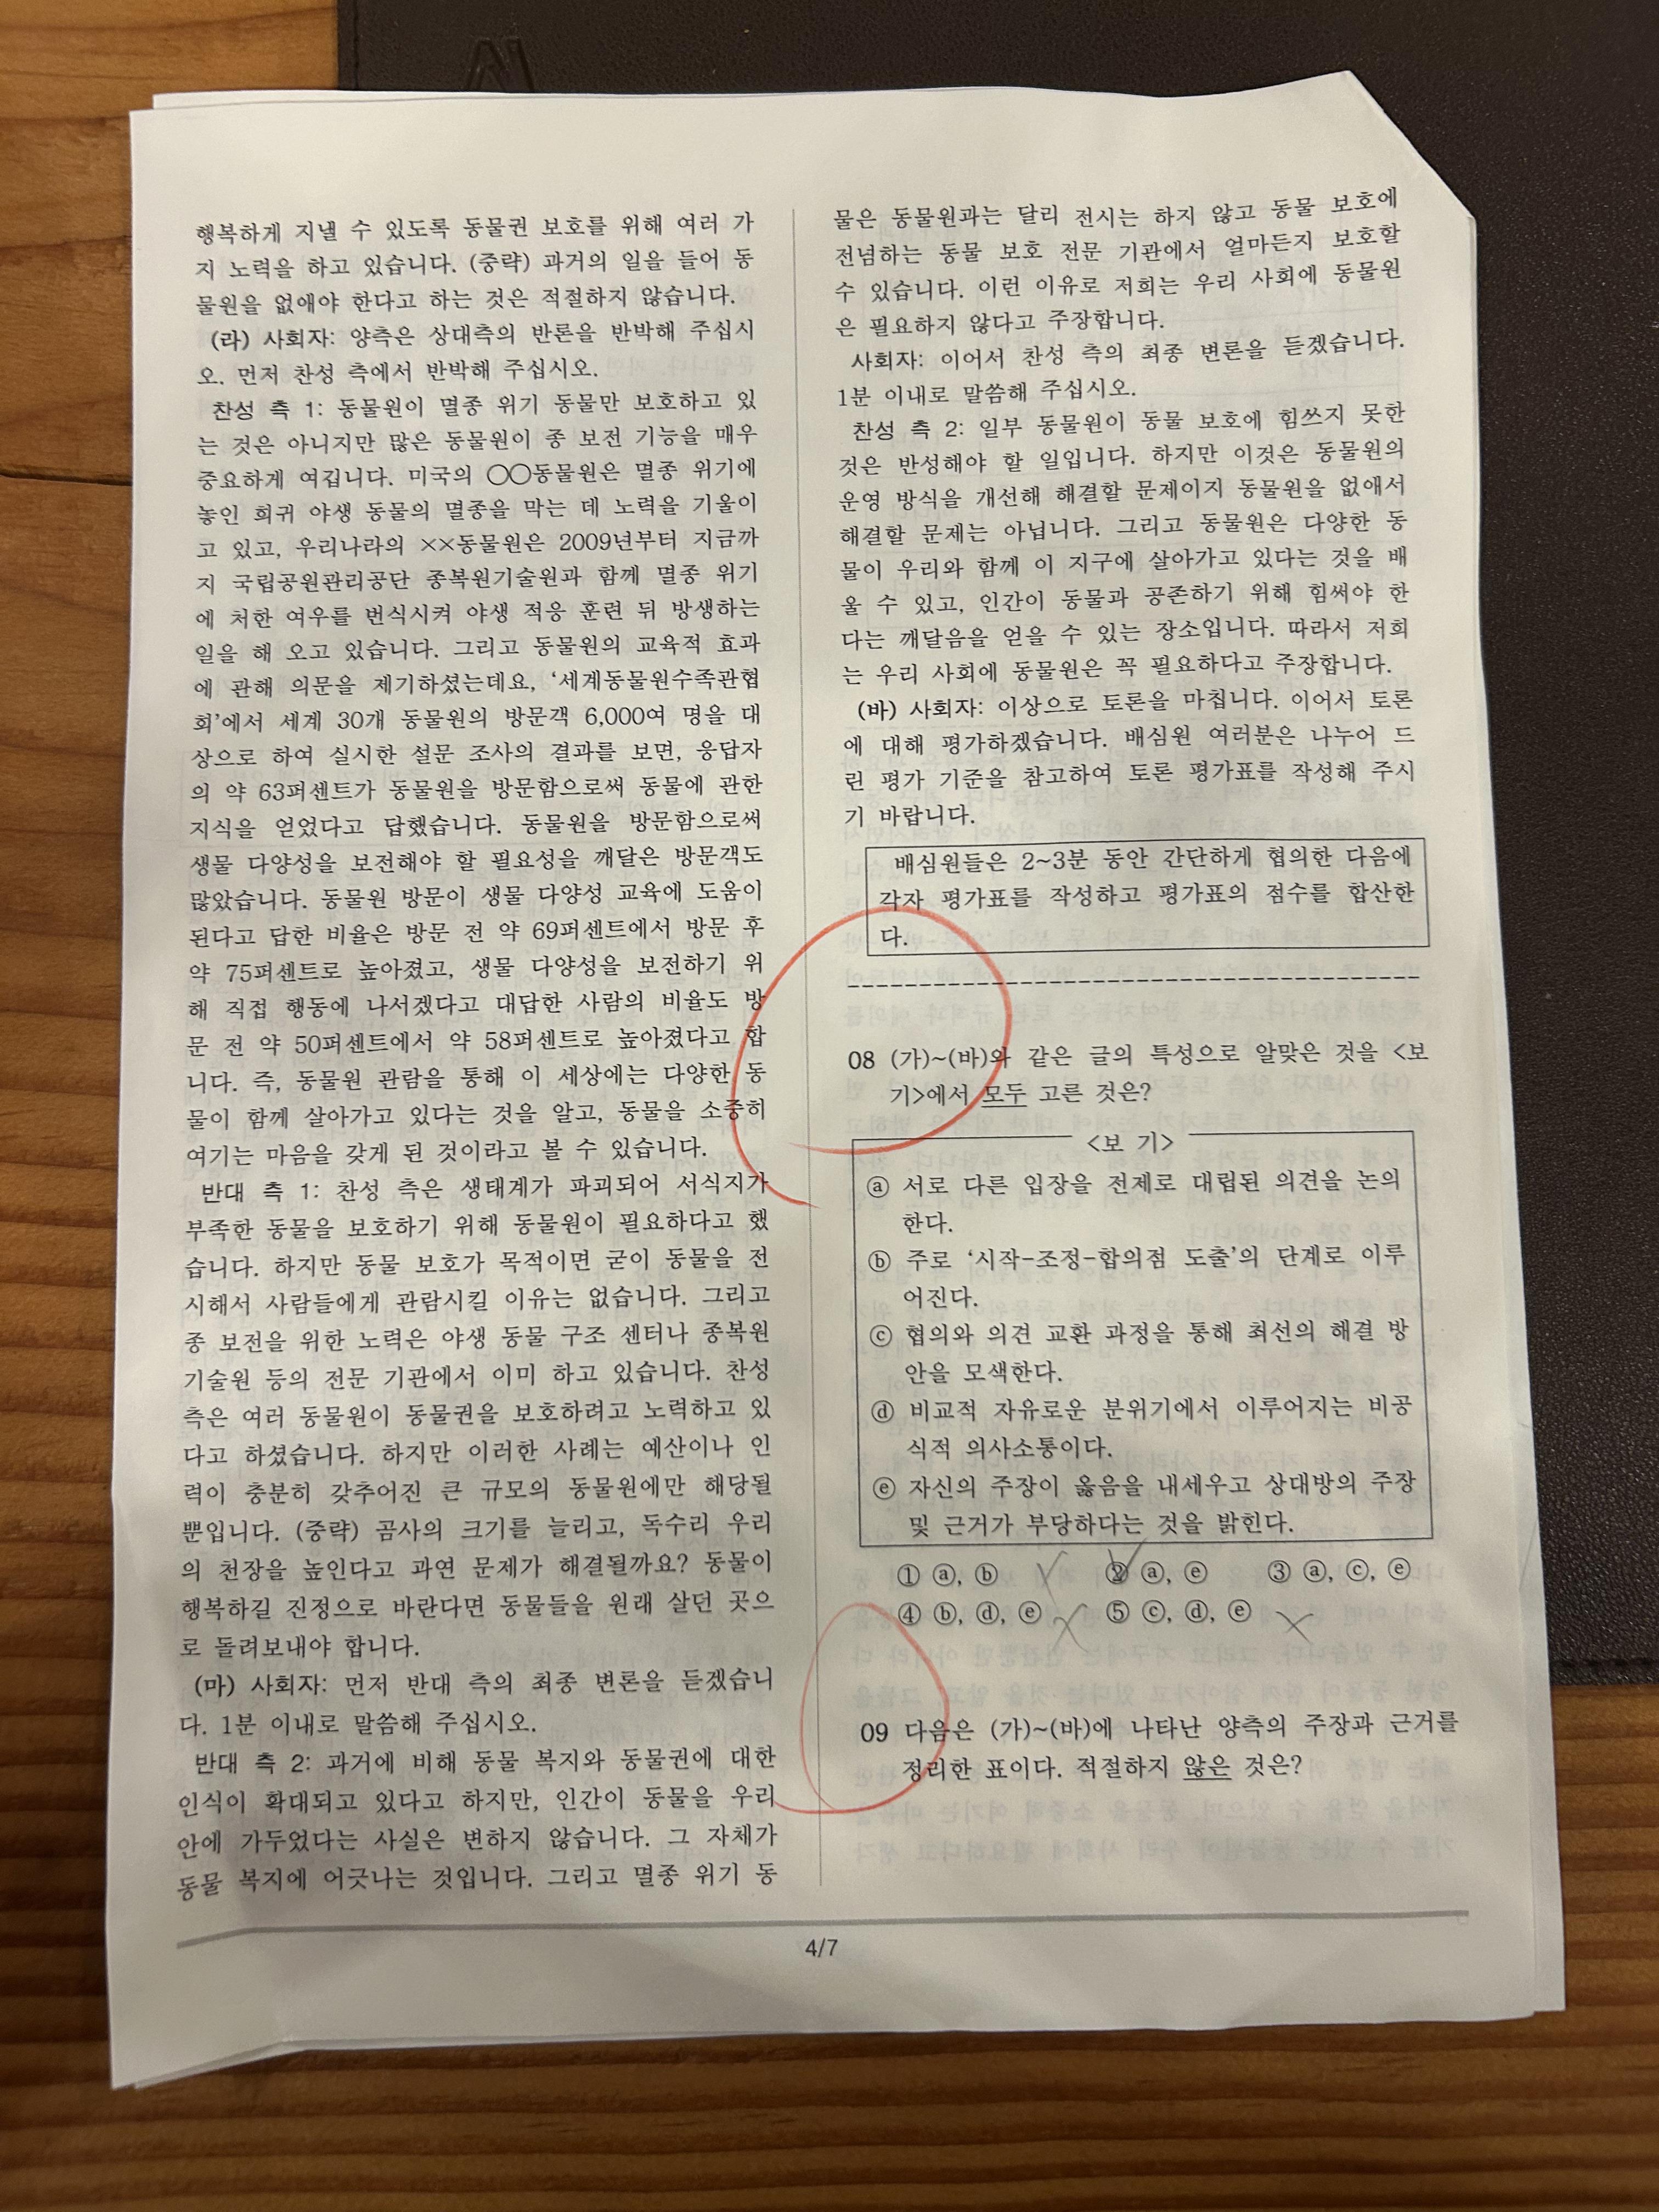 행복하게 지낼 수 있도록 동물권 보호를 위해 여러 가
지 노력을 하고 있습니다. (중략) 과거의 일을 들어 동
물원을 없애야 한다고 하는 것은 적절하지 않습니다.
(라) 사회자: 양측은 상대측의 반론을 반박해 주십시
오. 먼저 찬성 측에서 반박해 주십시오.
찬성 측 1: 동물원이 멸종 위기 동물만 보호하고 있
는 것은 아니지만 많은 동물원이 종 보전 기능을 매우
중요하게 여깁니다. 미국의 ○○동물원은 멸종 위기에
놓인 희귀 야생 동물의 멸종을 막는 데 노력을 기울이
고 있고, 우리나라의 ××동물원은 2009년부터 지금까
지 국립공원관리공단 종복원기술원과 함께 멸종 위기
에 처한 여우를 번식시켜 야생 적응 훈련 뒤 방생하는
일을 해 오고 있습니다. 그리고 동물원의 교육적 효과
에 관해 의문을 제기하셨는데요, ‘세계동물원수족관협
회’에서 세계 30개 동물원의 방문객 6,000여 명을 대
상으로 하여 실시한 설문 조사의 결과를 보면, 응답자
의 약 63퍼센트가 동물원을 방문함으로써 동물에 관한
지식을 얻었다고 답했습니다. 동물원을 방문함으로써
생물 다양성을 보전해야 할 필요성을 깨달은 방문객도
많았습니다. 동물원 방문이 생물 다양성 교육에 도움이
된다고 답한 비율은 방문 전 약 69퍼센트에서 방문 후
약 75퍼센트로 높아졌고, 생물 다양성을 보전하기 위
해 직접 행동에 나서겠다고 대답한 사람의 비율도 방
문 전 약 50퍼센트에서 약 58퍼센트로 높아졌다고 합
니다. 즉, 동물원 관람을 통해 이 세상에는 다양한 동
물이 함께 살아가고 있다는 것을 알고, 동물을 소중히
여기는 마음을 갖게 된 것이라고 볼 수 있습니다.
반대 측 1: 찬성 측은 생태계가 파괴되어 서식지가
부족한 동물을 보호하기 위해 동물원이 필요하다고 했
습니다. 하지만 동물 보호가 목적이면 굳이 동물을 전
시해서 사람들에게 관람시킬 이유는 없습니다. 그리고
종 보전을 위한 노력은 야생 동물 구조 센터나 종복원
기술원 등의 전문 기관에서 이미 하고 있습니다. 찬성
측은 여러 동물원이 동물권을 보호하려고 노력하고 있
다고 하셨습니다. 하지만 이러한 사례는 예산이나 인
력이 충분히 갖추어진 큰 규모의 동물원에만 해당될
뿐입니다. (중략) 곰사의 크기를 늘리고, 독수리 우리
의 천장을 높인다고 과연 문제가 해결될까요? 동물이
행복하길 진정으로 바란다면 동물들을 원래 살던 곳으
로 돌려보내야 합니다.
(마) 사회자: 먼저 반대 측의 최종 변론을 듣겠습니
다. 1분 이내로 말씀해 주십시오.
반대 측 2: 과거에 비해 동물 복지와 동물권에 대한
인식이 확대되고 있다고 하지만, 인간이 동물을 우리
안에 가두었다는 사실은 변하지 않습니다. 그 자체가
동물 복지에 어긋나는 것입니다. 그리고 멸종 위기 동
물은 동물원과는 달리 전시는 하지 않고 동물 보호에
전념하는 동물 보호 전문 기관에서 얼마든지 보호할
수 있습니다. 이런 이유로 저희는 우리 사회에 동물원
은 필요하지 않다고 주장합니다.
사회자: 이어서 찬성 측의 최종 변론을 듣겠습니다.
1분 이내로 말씀해 주십시오.
찬성 측 2: 일부 동물원이 동물 보호에 힘쓰지 못한
것은 반성해야 할 일입니다. 하지만 이것은 동물원의
운영 방식을 개선해 해결할 문제이지 동물원을 없애서
해결할 문제는 아닙니다. 그리고 동물원은 다양한 동
물이 우리와 함께 이 지구에 살아가고 있다는 것을 배
울 수 있고, 인간이 동물과 공존하기 위해 힘써야 한
다는 깨달음을 얻을 수 있는 장소입니다. 따라서 저희
는 우리 사회에 동물원은 꼭 필요하다고 주장합니다.
(바) 사회자: 이상으로 토론을 마칩니다. 이어서 토론
에 대해 평가하겠습니다. 배심원 여러분은 나누어 드
린 평가 기준을 참고하여 토론 평가표를 작성해 주시
기 바랍니다.
배심원들은 2~3분 동안 간단하게 협의한 다음에
각자 평가표를 작성하고 평가표의 점수를 합산한
다.
08 (가)~(바)와 같은 글의 특성으로 알맞은 것을 <보
기>에서 모두 고른 것은?
<보 기>
ⓐ 서로 다른 입장을 전제로 대립된 의견을 논의
한다.
ⓑ 주로 ‘시작-조정-합의점 도출’의 단계로 이루
어진다.
ⓒ 협의와 의견 교환 과정을 통해 최선의 해결 방
안을 모색한다.
ⓓ 비교적 자유로운 분위기에서 이루어지는 비공
식적 의사소통이다.
ⓔ 자신의 주장이 옳음을 내세우고 상대방의 주장
및 근거가 부당하다는 것을 밝힌다.
① ⓐ, ⓑ ② ⓐ, ⓔ ③ ⓐ, ⓒ, ⓔ
④ ⓑ, ⓓ, ⓔ ⑤ ⓒ, ⓓ, ⓔ
09 다음은 (가)~(바)에 나타난 양측의 주장과 근거를
정리한 표이다. 적절하지 않은 것은?
4/7